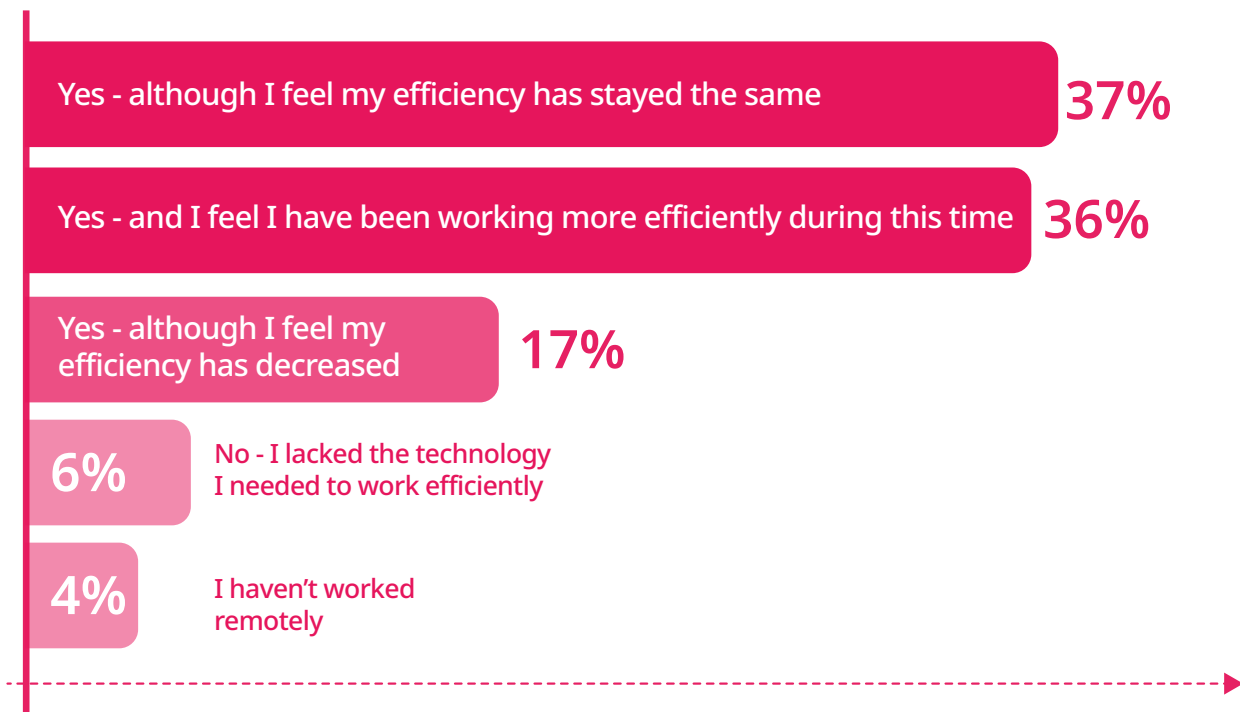 Yes - although I feel my efficiency has stayed the same
37%
Yes - and I feel I have been working more efficiently during this time
36%
Yes - although I feel my
efficiency has decreased
17%
6%
No - I lacked the technology
I needed to work efficiently
4%
I haven’t worked
remotely